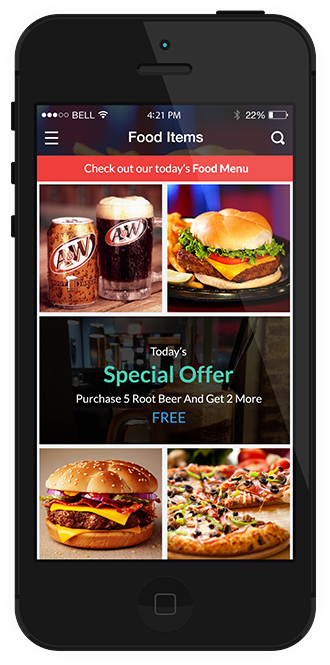 BELL 4:21 PM 22%
Food Items
Check out our today's Food Menu
A&W A&W
Today's
Special Offer
Purchase 5 Root Beer And Get 2 More
FREE